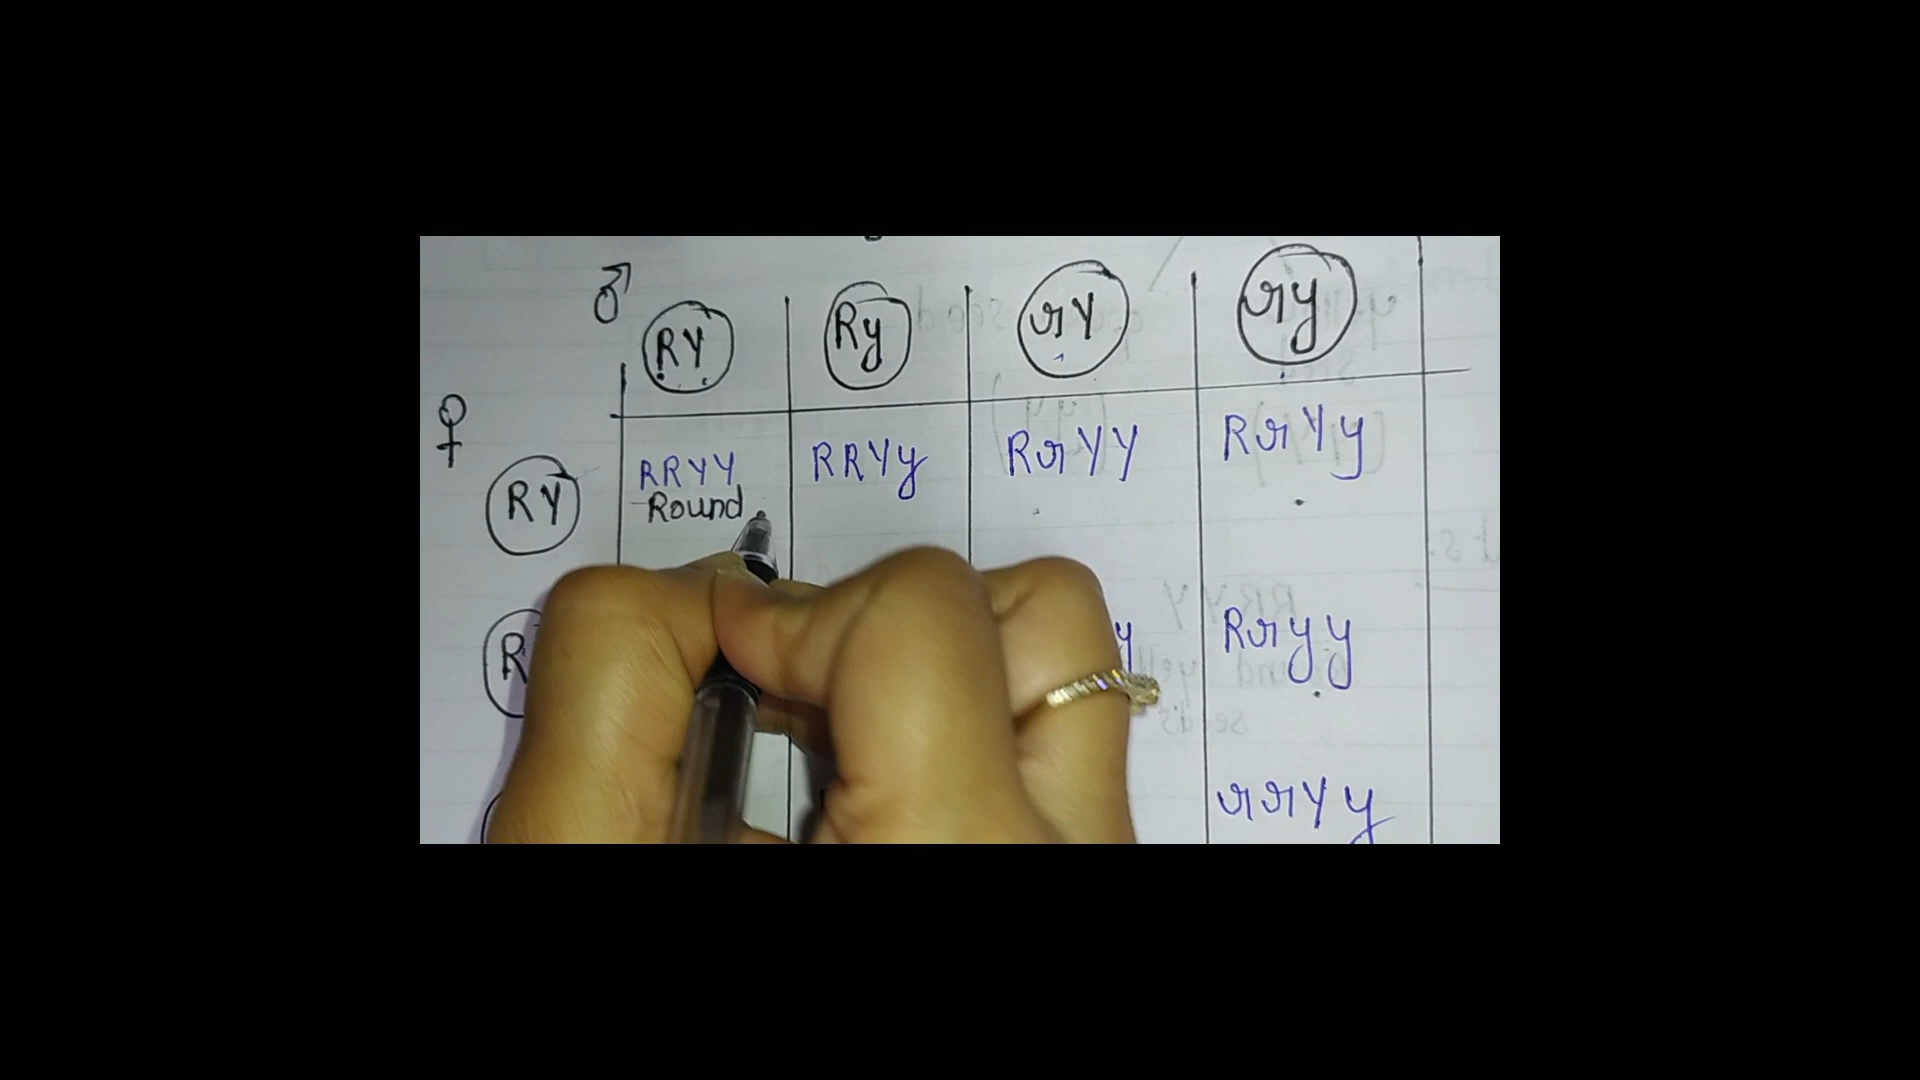 ♂ RY Ry rY ry
♀
RY RRYY RRYy RrYY RrYy
Round
R y Rryy
rrYy